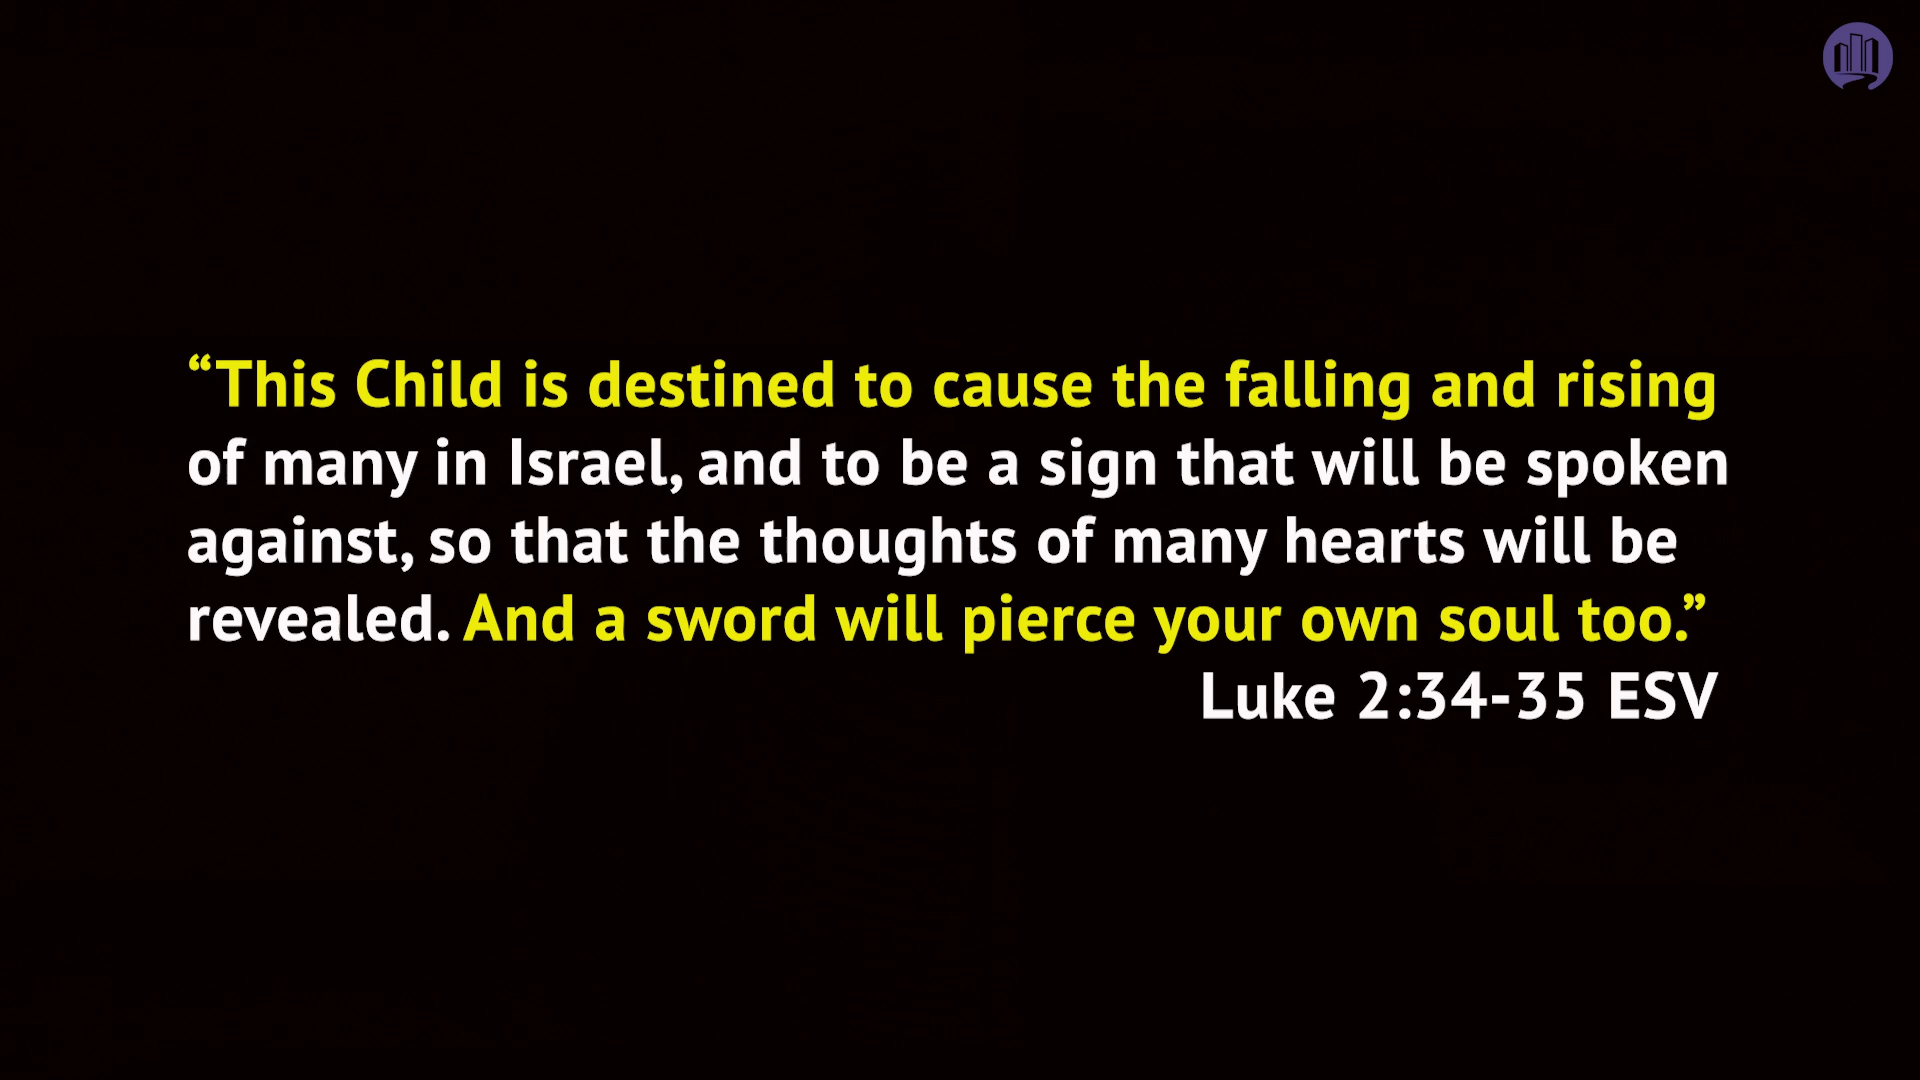 “This Child is destined to cause the falling and rising
of many in Israel, and to be a sign that will be spoken
against, so that the thoughts of many hearts will be
revealed. And a sword will pierce your own soul too.”
Luke 2:34-35 ESV